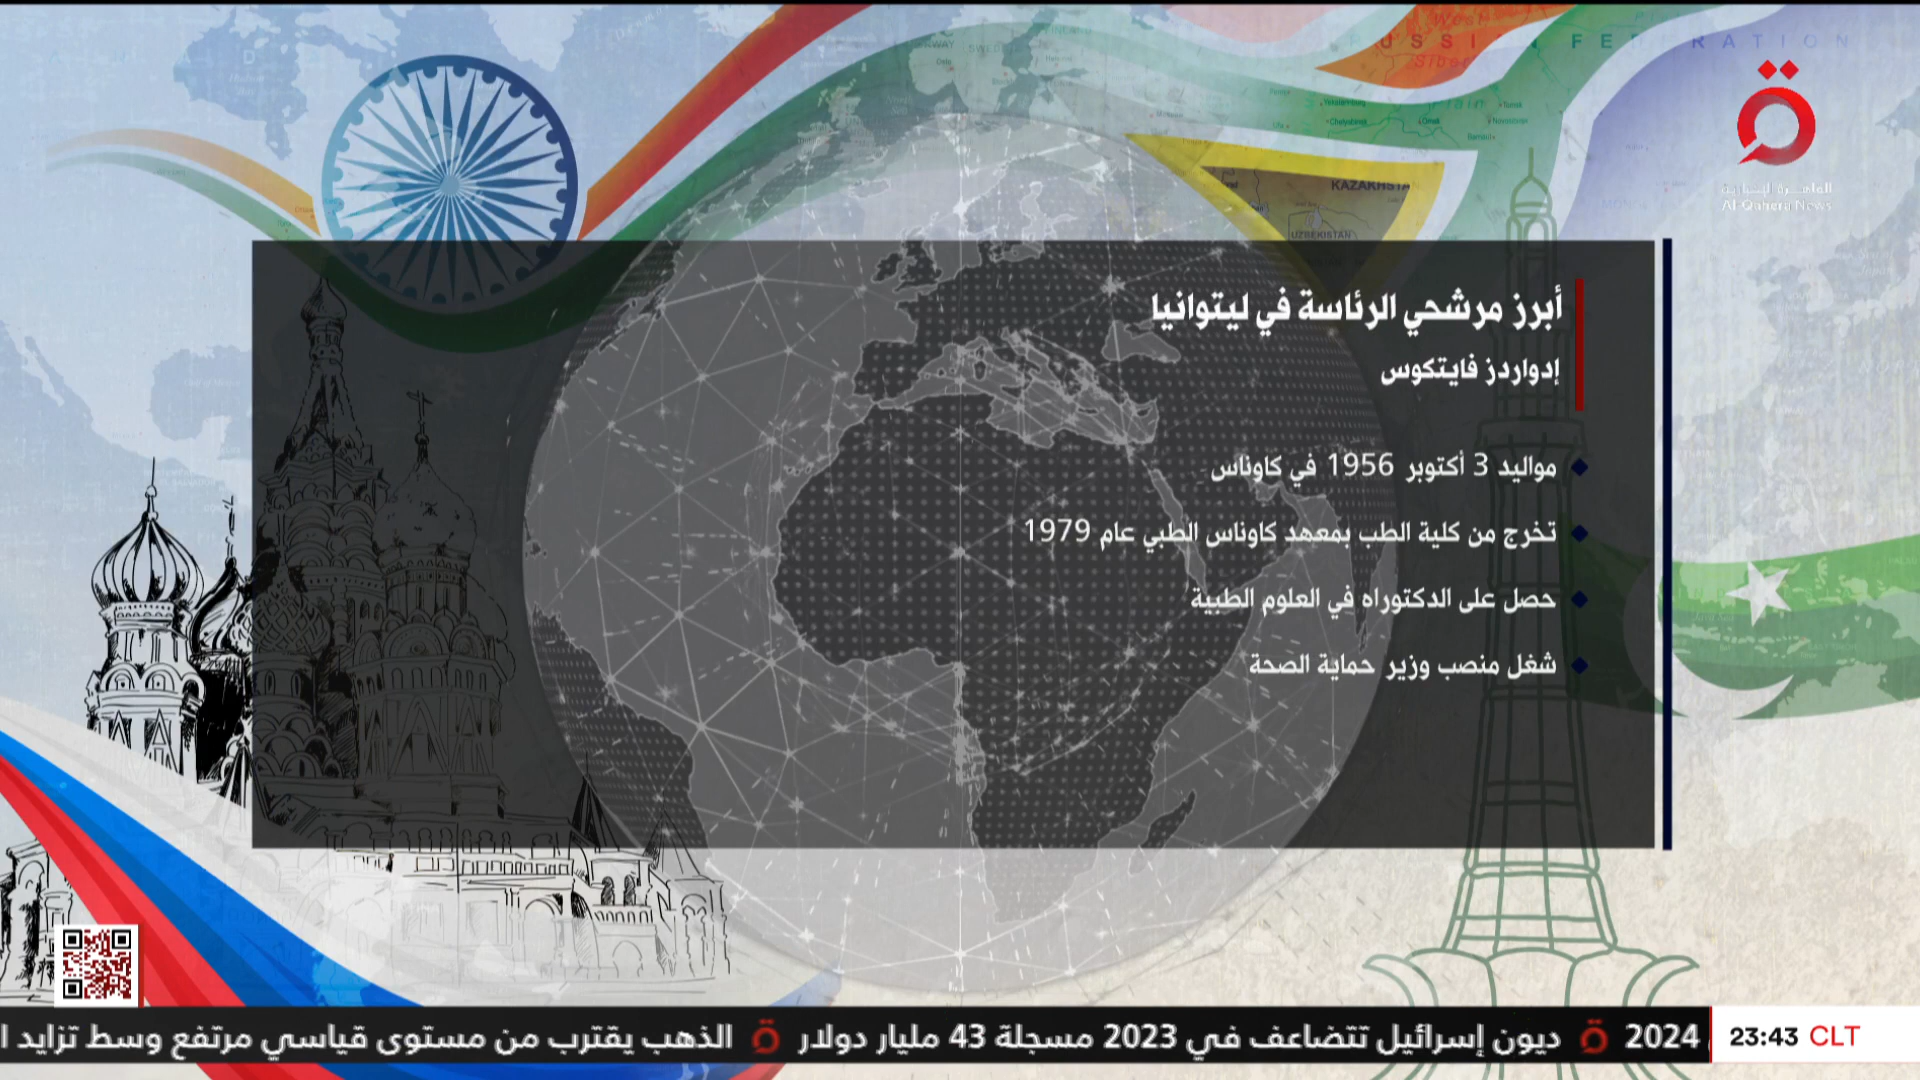 RUSSIAN FEDERATION
KAZAKHSTAN
UZBEKISTAN
القاهرة الإخبارية
Al-Qahera News
أبرز مرشحي الرئاسة في ليتوانيا
إدواردز فايتكوس
مواليد 3 أكتوبر 1956 في كاوناس
تخرج من كلية الطب بمعهد كاوناس الطبي عام 1979
حصل على الدكتوراه في العلوم الطبية
شغل منصب وزير حماية الصحة
2024 ديون إسرائيل تتضاعف في 2023 مسجلة 43 مليار دولار الذهب يقترب من مستوى قياسي مرتفع وسط تزايد ا
23:43 CLT